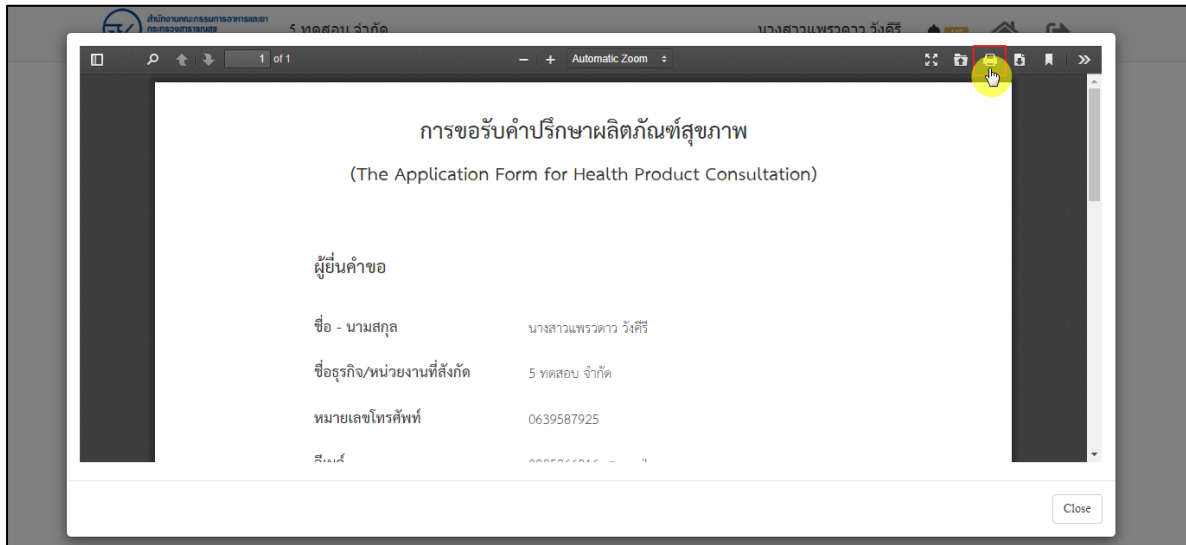 สำนักงานคณะกรรมการอาหารและยา
กระทรวงสาธารณสุข
5 ทดสอบ จำกัด
นางสาวแพรวดาว วังคีรี
1 of 1
Automatic Zoom
การขอรับคำปรึกษาผลิตภัณฑ์สุขภาพ
(The Application Form for Health Product Consultation)
ผู้ยื่นคำขอ
ชื่อ - นามสกุล นางสาวแพรวดาว วังคีรี
ชื่อธุรกิจ/หน่วยงานที่สังกัด 5 ทดสอบ จำกัด
หมายเลขโทรศัพท์ 0639587925
อีเมล์
Close